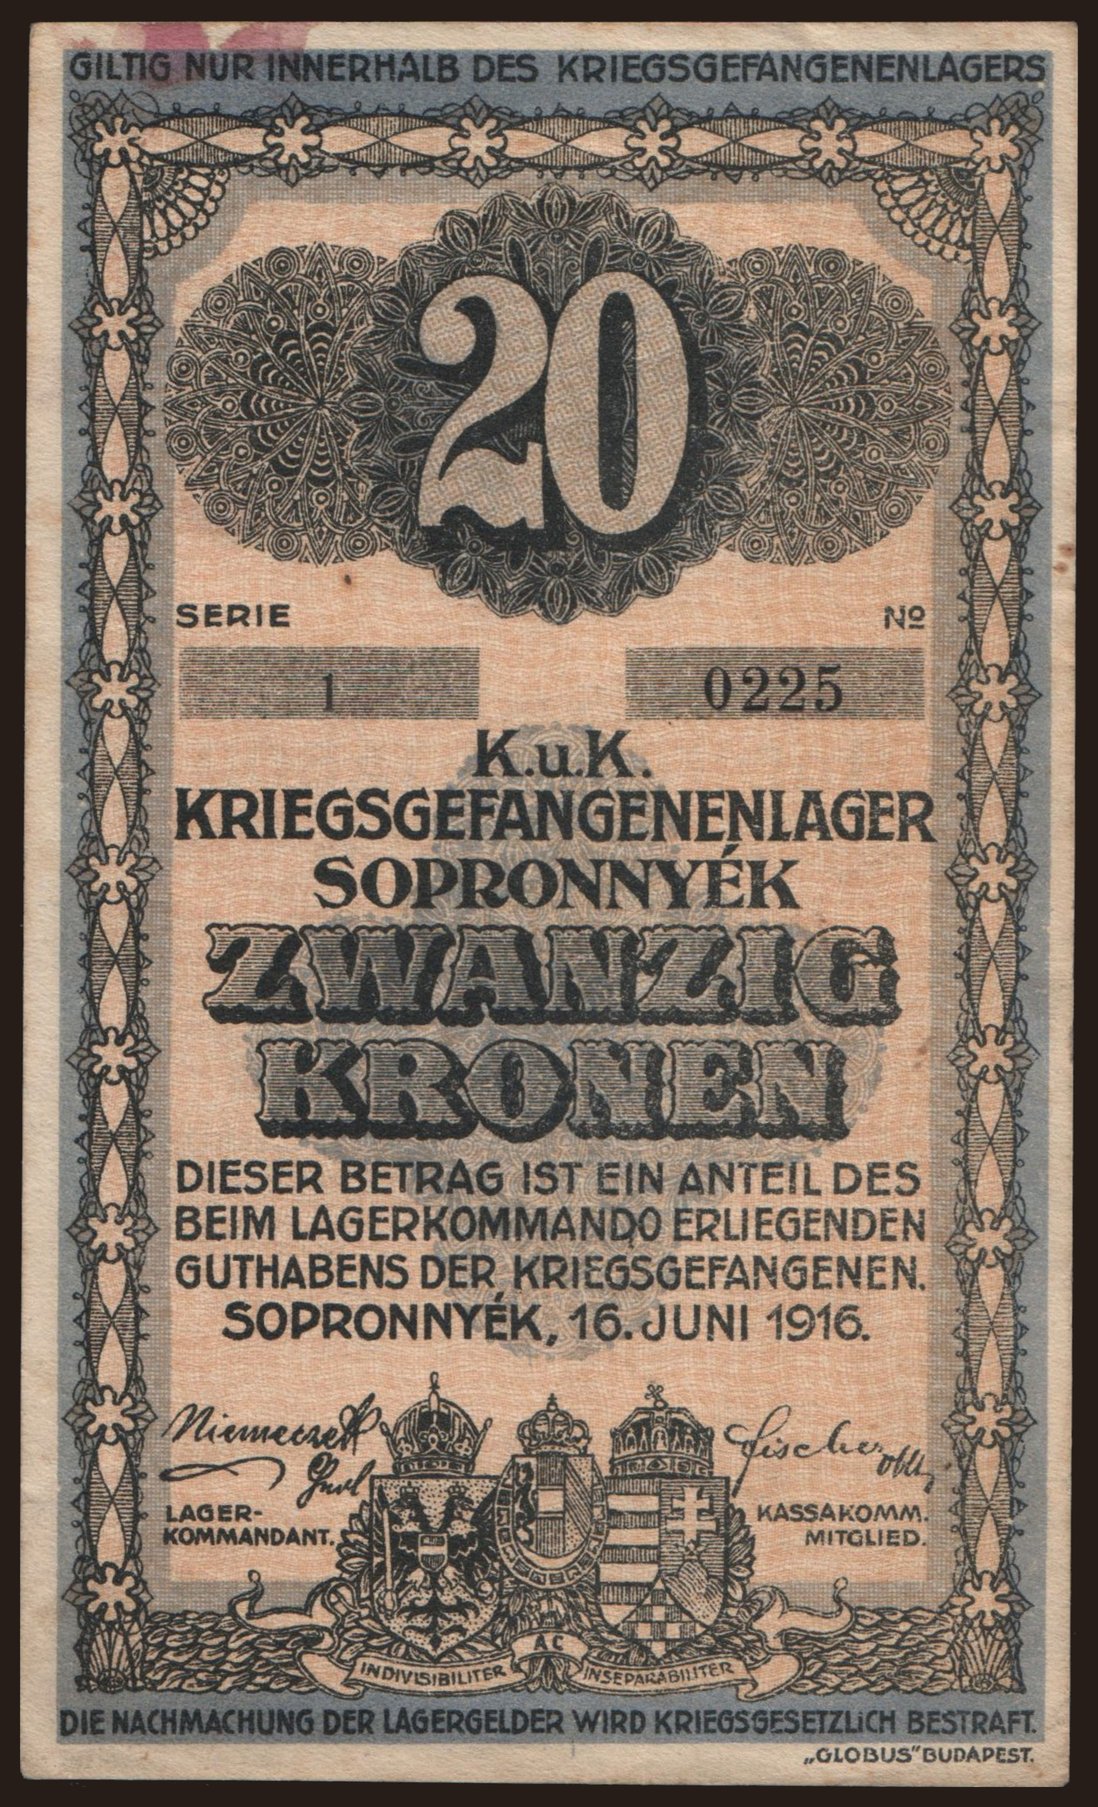 GILTIG NUR INNERHALB DES KRIEGSGEFANGENENLAGERS
20
SERIE
No
1
0225
K.u.K.
KRIEGSGEFANGENENLAGER
SOPRONNYÉK
ZWANZIG
KRONEN
DIESER BETRAG IST EIN ANTEIL DES
BEIM LAGERKOMMANDO ERLIEGENDEN
GUTHABENS DER KRIEGSGEFANGENEN.
SOPRONNYÉK, 16. JUNI 1916.
Fischer
LAGER-
KOMMANDANT.
KASSAKOMM.
MITGLIED.
INDIVISIBILITER AC INSEPARABILITER
DIE NACHMACHUNG DER LAGERGELDER WIRD KRIEGSGESETZLICH BESTRAFT.
„GLOBUS" BUDAPEST.